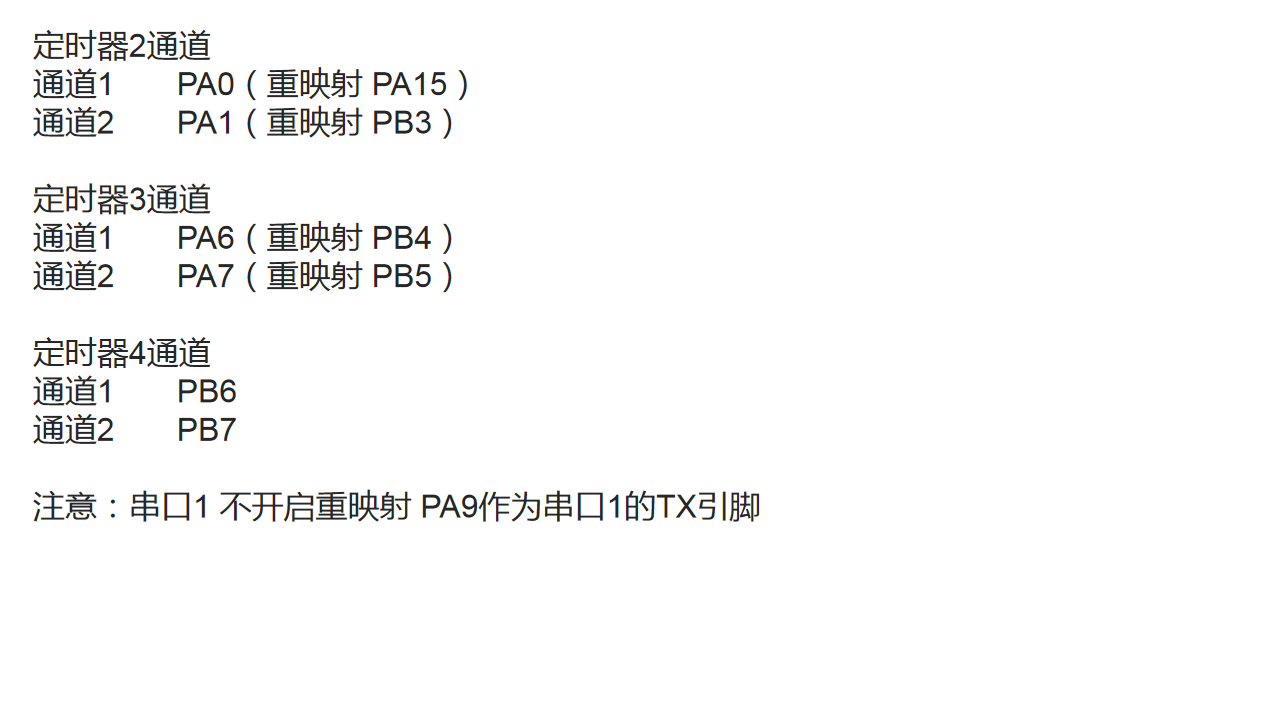 定时器2通道
通道1 PA0（重映射 PA15）
通道2 PA1（重映射 PB3）
定时器3通道
通道1 PA6（重映射 PB4）
通道2 PA7（重映射 PB5）
定时器4通道
通道1 PB6
通道2 PB7
注意：串口1 不开启重映射 PA9作为串口1的TX引脚